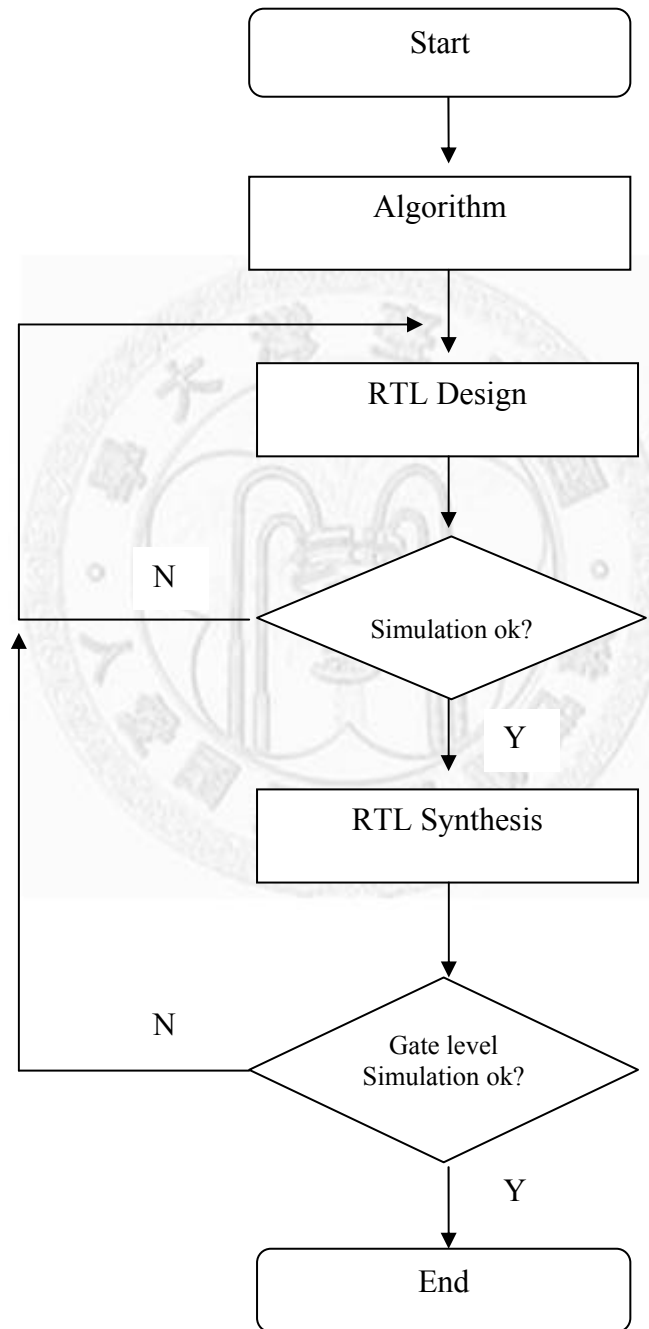 Start
Algorithm
RTL Design
N
Simulation ok?
Y
RTL Synthesis
N
Gate level
Simulation ok?
Y
End